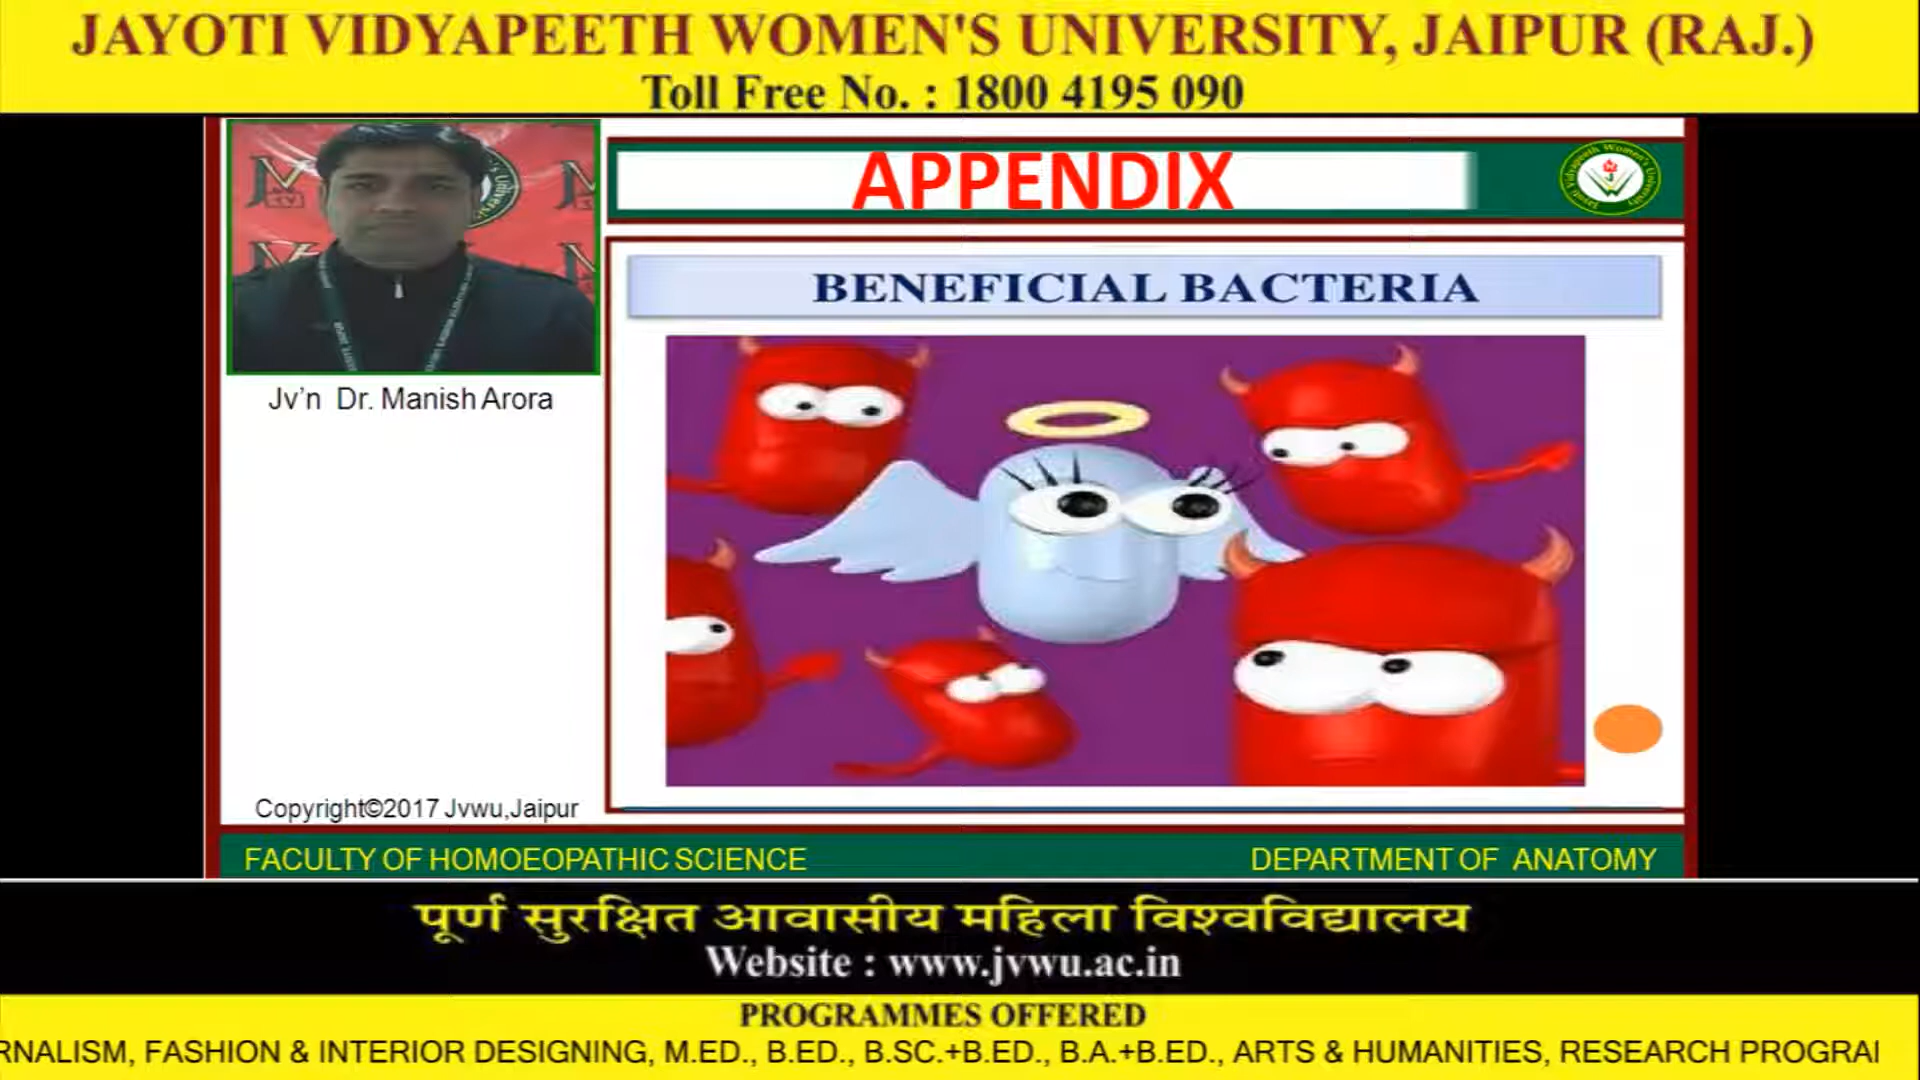 JAYOTI VIDYAPEETH WOMEN'S UNIVERSITY, JAIPUR (RAJ.)
Toll Free No. : 1800 4195 090
APPENDIX
BENEFICIAL BACTERIA
Jv'n Dr. Manish Arora
Copyright©2017 Jvwu,Jaipur
FACULTY OF HOMOEOPATHIC SCIENCE
DEPARTMENT OF ANATOMY
पूर्ण सुरक्षित आवासीय महिला विश्वविद्यालय
Website : www.jvwu.ac.in
PROGRAMMES OFFERED
RNALISM, FASHION & INTERIOR DESIGNING, M.ED., B.ED., B.SC.+B.ED., B.A.+B.ED., ARTS & HUMANITIES, RESEARCH PROGRAI